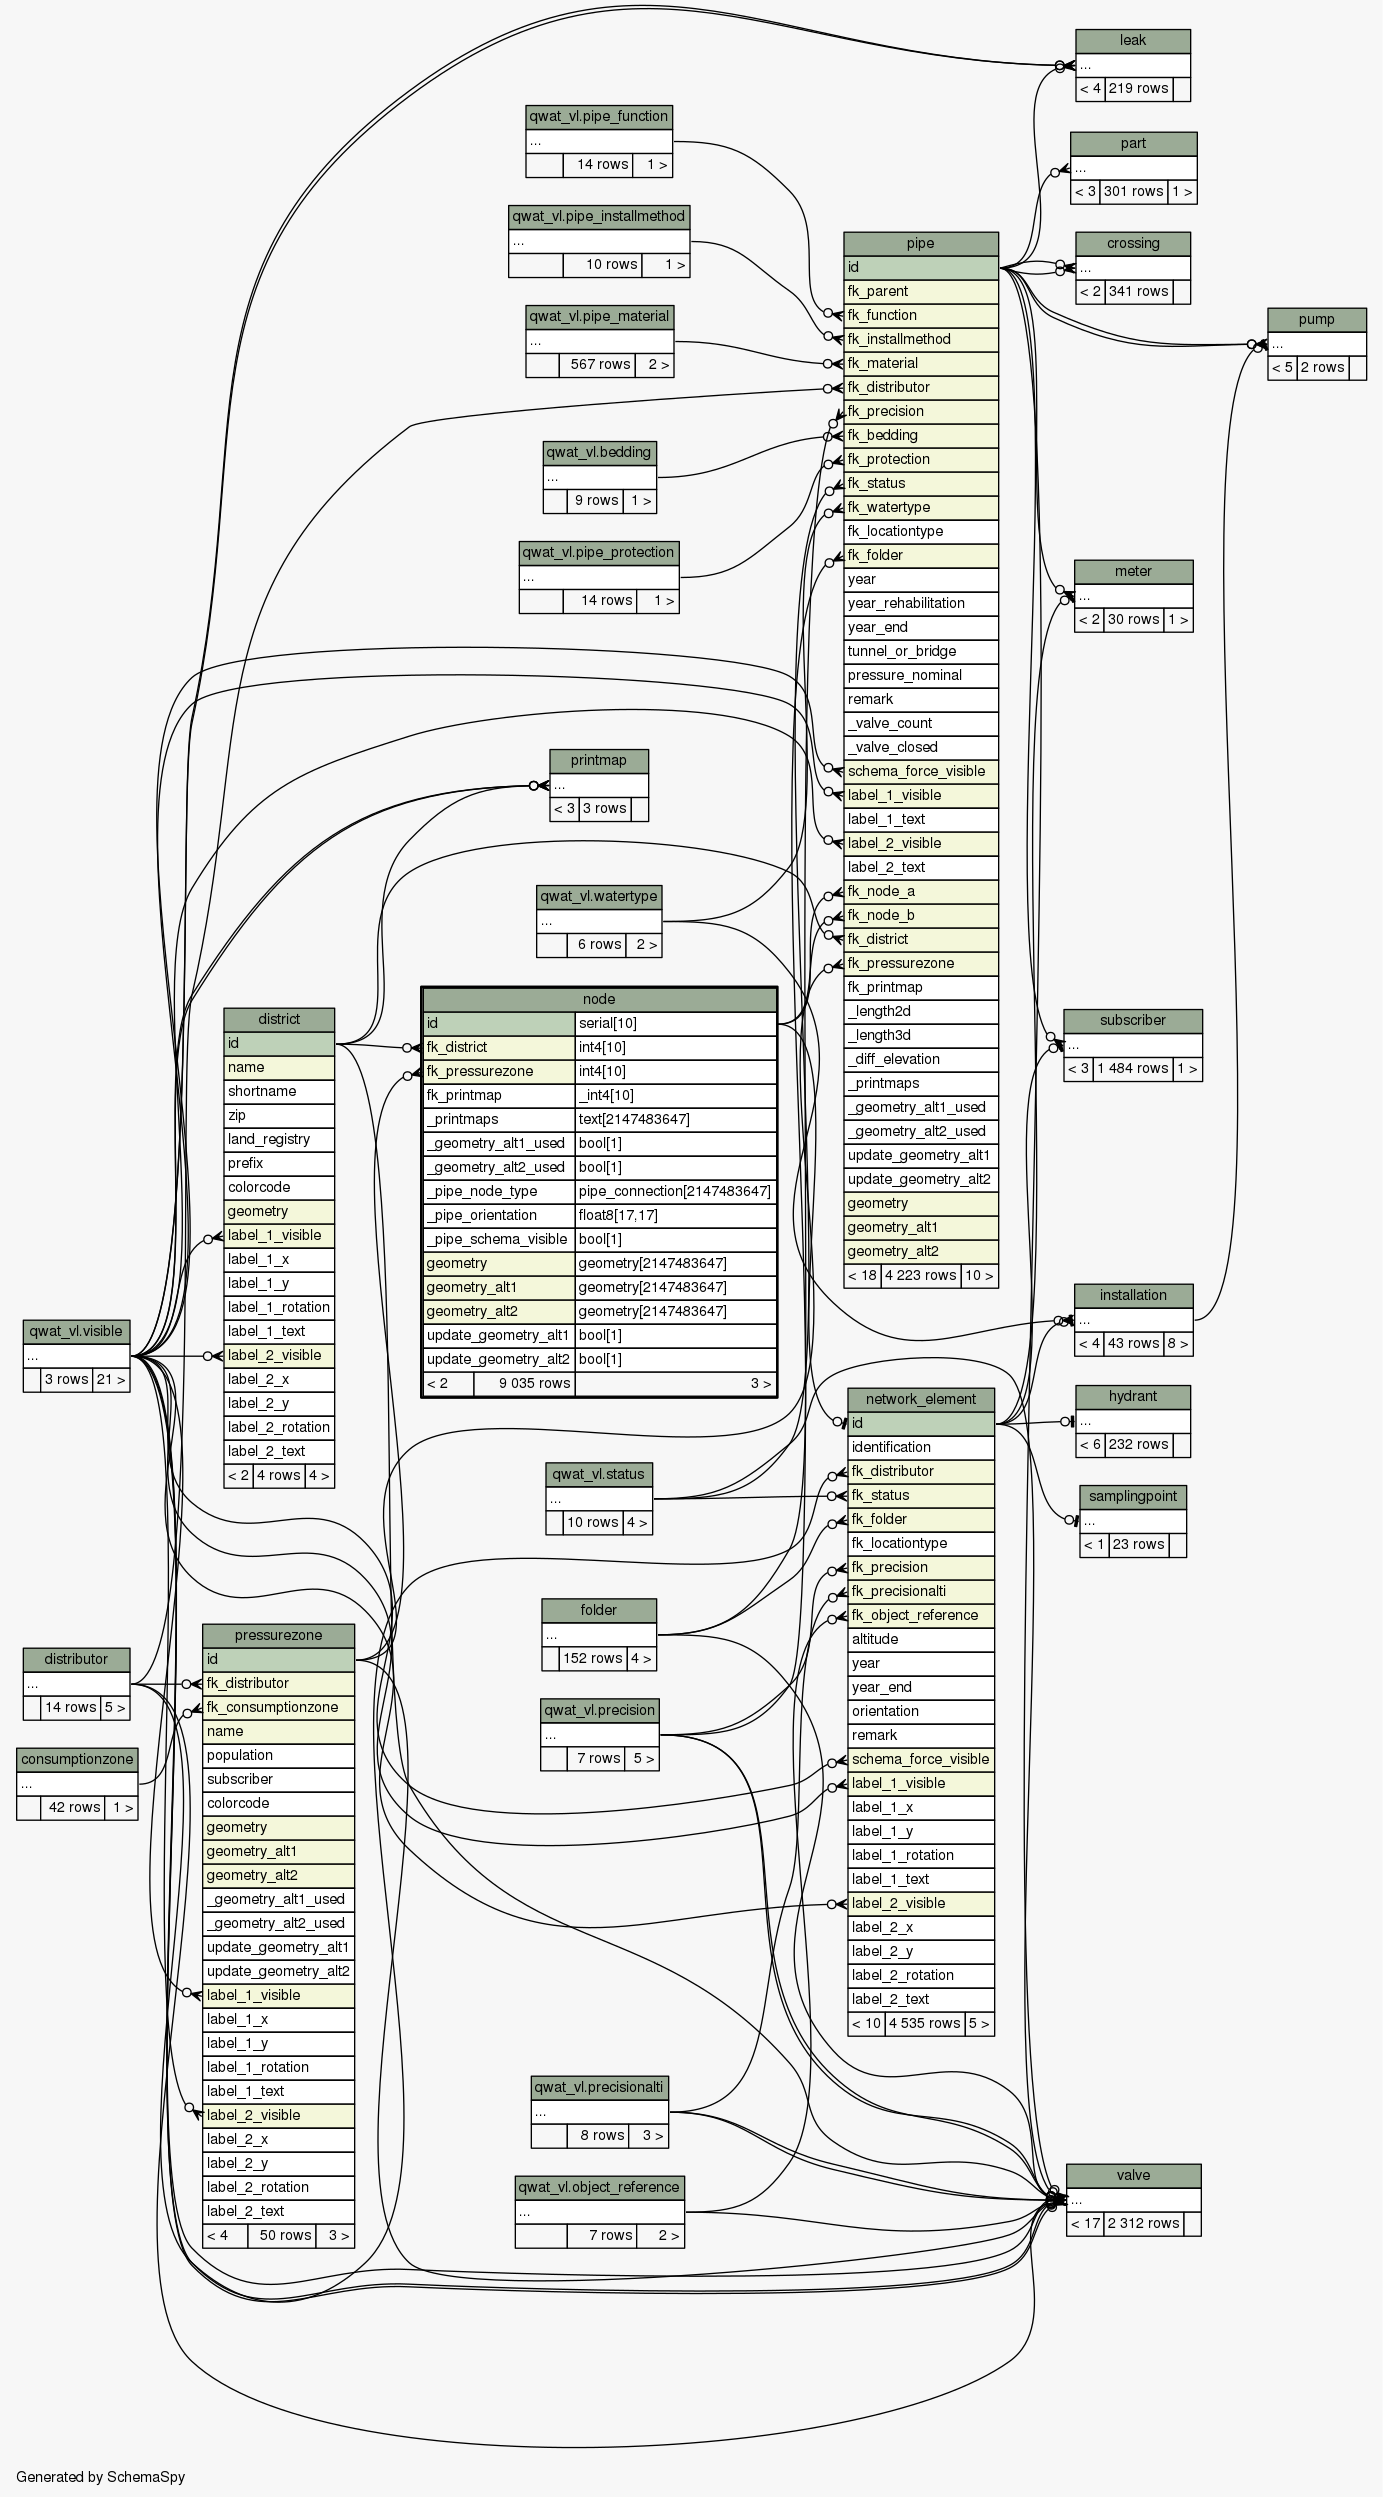 leak
...
< 4 219 rows
qwat_vl.pipe_function
...
14 rows 1 >
part
...
< 3 301 rows 1 >
qwat_vl.pipe_installmethod
...
10 rows 1 >
crossing
...
< 2 341 rows
qwat_vl.pipe_material
...
567 rows 2 >
pump
...
< 5 2 rows
pipe
id
fk_parent
fk_function
fk_installmethod
fk_material
fk_distributor
fk_precision
fk_bedding
fk_protection
fk_status
fk_watertype
fk_locationtype
fk_folder
year
year_rehabilitation
year_end
tunnel_or_bridge
pressure_nominal
remark
_valve_count
_valve_closed
schema_force_visible
label_1_visible
label_1_text
label_2_visible
label_2_text
fk_node_a
fk_node_b
fk_district
fk_pressurezone
fk_printmap
_length2d
_length3d
_diff_elevation
_printmaps
_geometry_alt1_used
_geometry_alt2_used
update_geometry_alt1
update_geometry_alt2
geometry
geometry_alt1
geometry_alt2
< 18 4 223 rows 10 >
qwat_vl.bedding
...
9 rows 1 >
qwat_vl.pipe_protection
...
14 rows 1 >
meter
...
< 2 30 rows 1 >
printmap
...
< 3 3 rows
qwat_vl.watertype
...
6 rows 2 >
node
id serial[10]
fk_district int4[10]
fk_pressurezone int4[10]
fk_printmap _int4[10]
_printmaps text[2147483647]
_geometry_alt1_used bool[1]
_geometry_alt2_used bool[1]
_pipe_node_type pipe_connection[2147483647]
_pipe_orientation float8[17,17]
_pipe_schema_visible bool[1]
geometry geometry[2147483647]
geometry_alt1 geometry[2147483647]
geometry_alt2 geometry[2147483647]
update_geometry_alt1 bool[1]
update_geometry_alt2 bool[1]
< 2 9 035 rows 3 >
district
id
name
shortname
zip
land_registry
prefix
colorcode
geometry
label_1_visible
label_1_x
label_1_y
label_1_rotation
label_1_text
label_2_visible
label_2_x
label_2_y
label_2_rotation
label_2_text
< 2 4 rows 4 >
subscriber
...
< 3 1 484 rows 1 >
qwat_vl.visible
...
3 rows 21 >
installation
...
< 4 43 rows 8 >
hydrant
...
< 6 232 rows
samplingpoint
...
< 1 23 rows
network_element
id
identification
fk_distributor
fk_status
fk_folder
fk_locationtype
fk_precision
fk_precisionalti
fk_object_reference
altitude
year
year_end
orientation
remark
schema_force_visible
label_1_visible
label_1_x
label_1_y
label_1_rotation
label_1_text
label_2_visible
label_2_x
label_2_y
label_2_rotation
label_2_text
< 10 4 535 rows 5 >
qwat_vl.status
...
10 rows 4 >
folder
...
152 rows 4 >
qwat_vl.precision
...
7 rows 5 >
distributor
...
14 rows 5 >
consumptionzone
...
42 rows 1 >
pressurezone
id
fk_distributor
fk_consumptionzone
name
population
subscriber
colorcode
geometry
geometry_alt1
geometry_alt2
_geometry_alt1_used
_geometry_alt2_used
update_geometry_alt1
update_geometry_alt2
label_1_visible
label_1_x
label_1_y
label_1_rotation
label_1_text
label_2_visible
label_2_x
label_2_y
label_2_rotation
label_2_text
< 4 50 rows 3 >
qwat_vl.precisionalti
...
8 rows 3 >
qwat_vl.object_reference
...
7 rows 2 >
valve
...
< 17 2 312 rows
Generated by SchemaSpy